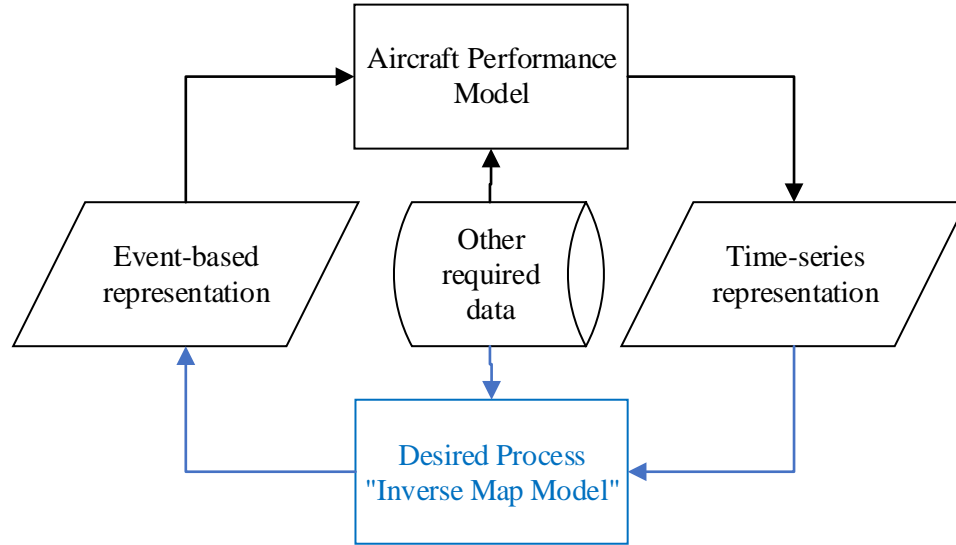 Aircraft Performance
Model
Event-based
representation
Other
required
data
Time-series
representation
Desired Process
"Inverse Map Model"